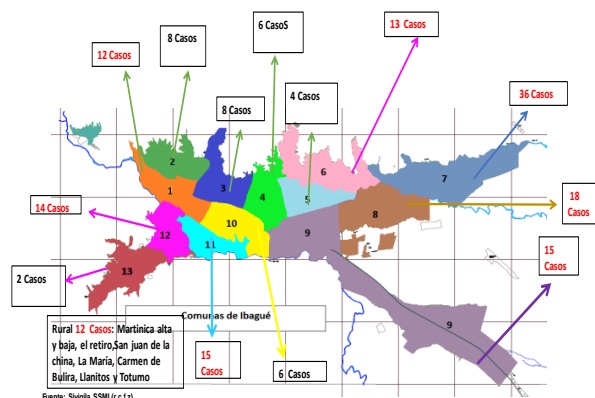 6 CasoS
8 Casos
13 Casos
12 Casos
8 Casos
4 Casos
36 Casos
2
6
7
1
3
4
5
8
18
Casos
14 Casos
10
12
11
9
13
15
Casos
2 Casos
Comunas de Ibagué
9
Rural 12 Casos: Martinica alta
y baja, el retiro,San juan de la
china, La María, Carmen de
Bulira, Llanitos y Totumo
15
Casos
6 Casos
Fuente: Sivigila SSMI (r,c,f,z)